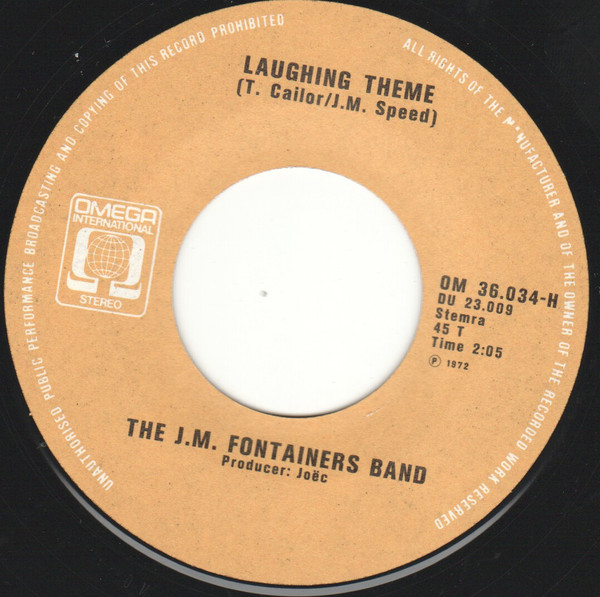 LAUGHING THEME
(T. Cailor/J.M. Speed)
OMEGA
INTERNATIONAL
STEREO
OM 36.034-H
DU 23.009
Stemra
45 T
Time 2:05
Ⓟ 1972
THE J.M. FONTAINERS BAND
Producer: Joëc
ALL RIGHTS OF THE MANUFACTURER AND OF THE OWNER OF THE RECORDED WORK RESERVED
UNAUTHORISED PUBLIC PERFORMANCE BROADCASTING AND COPYING OF THIS RECORD PROHIBITED